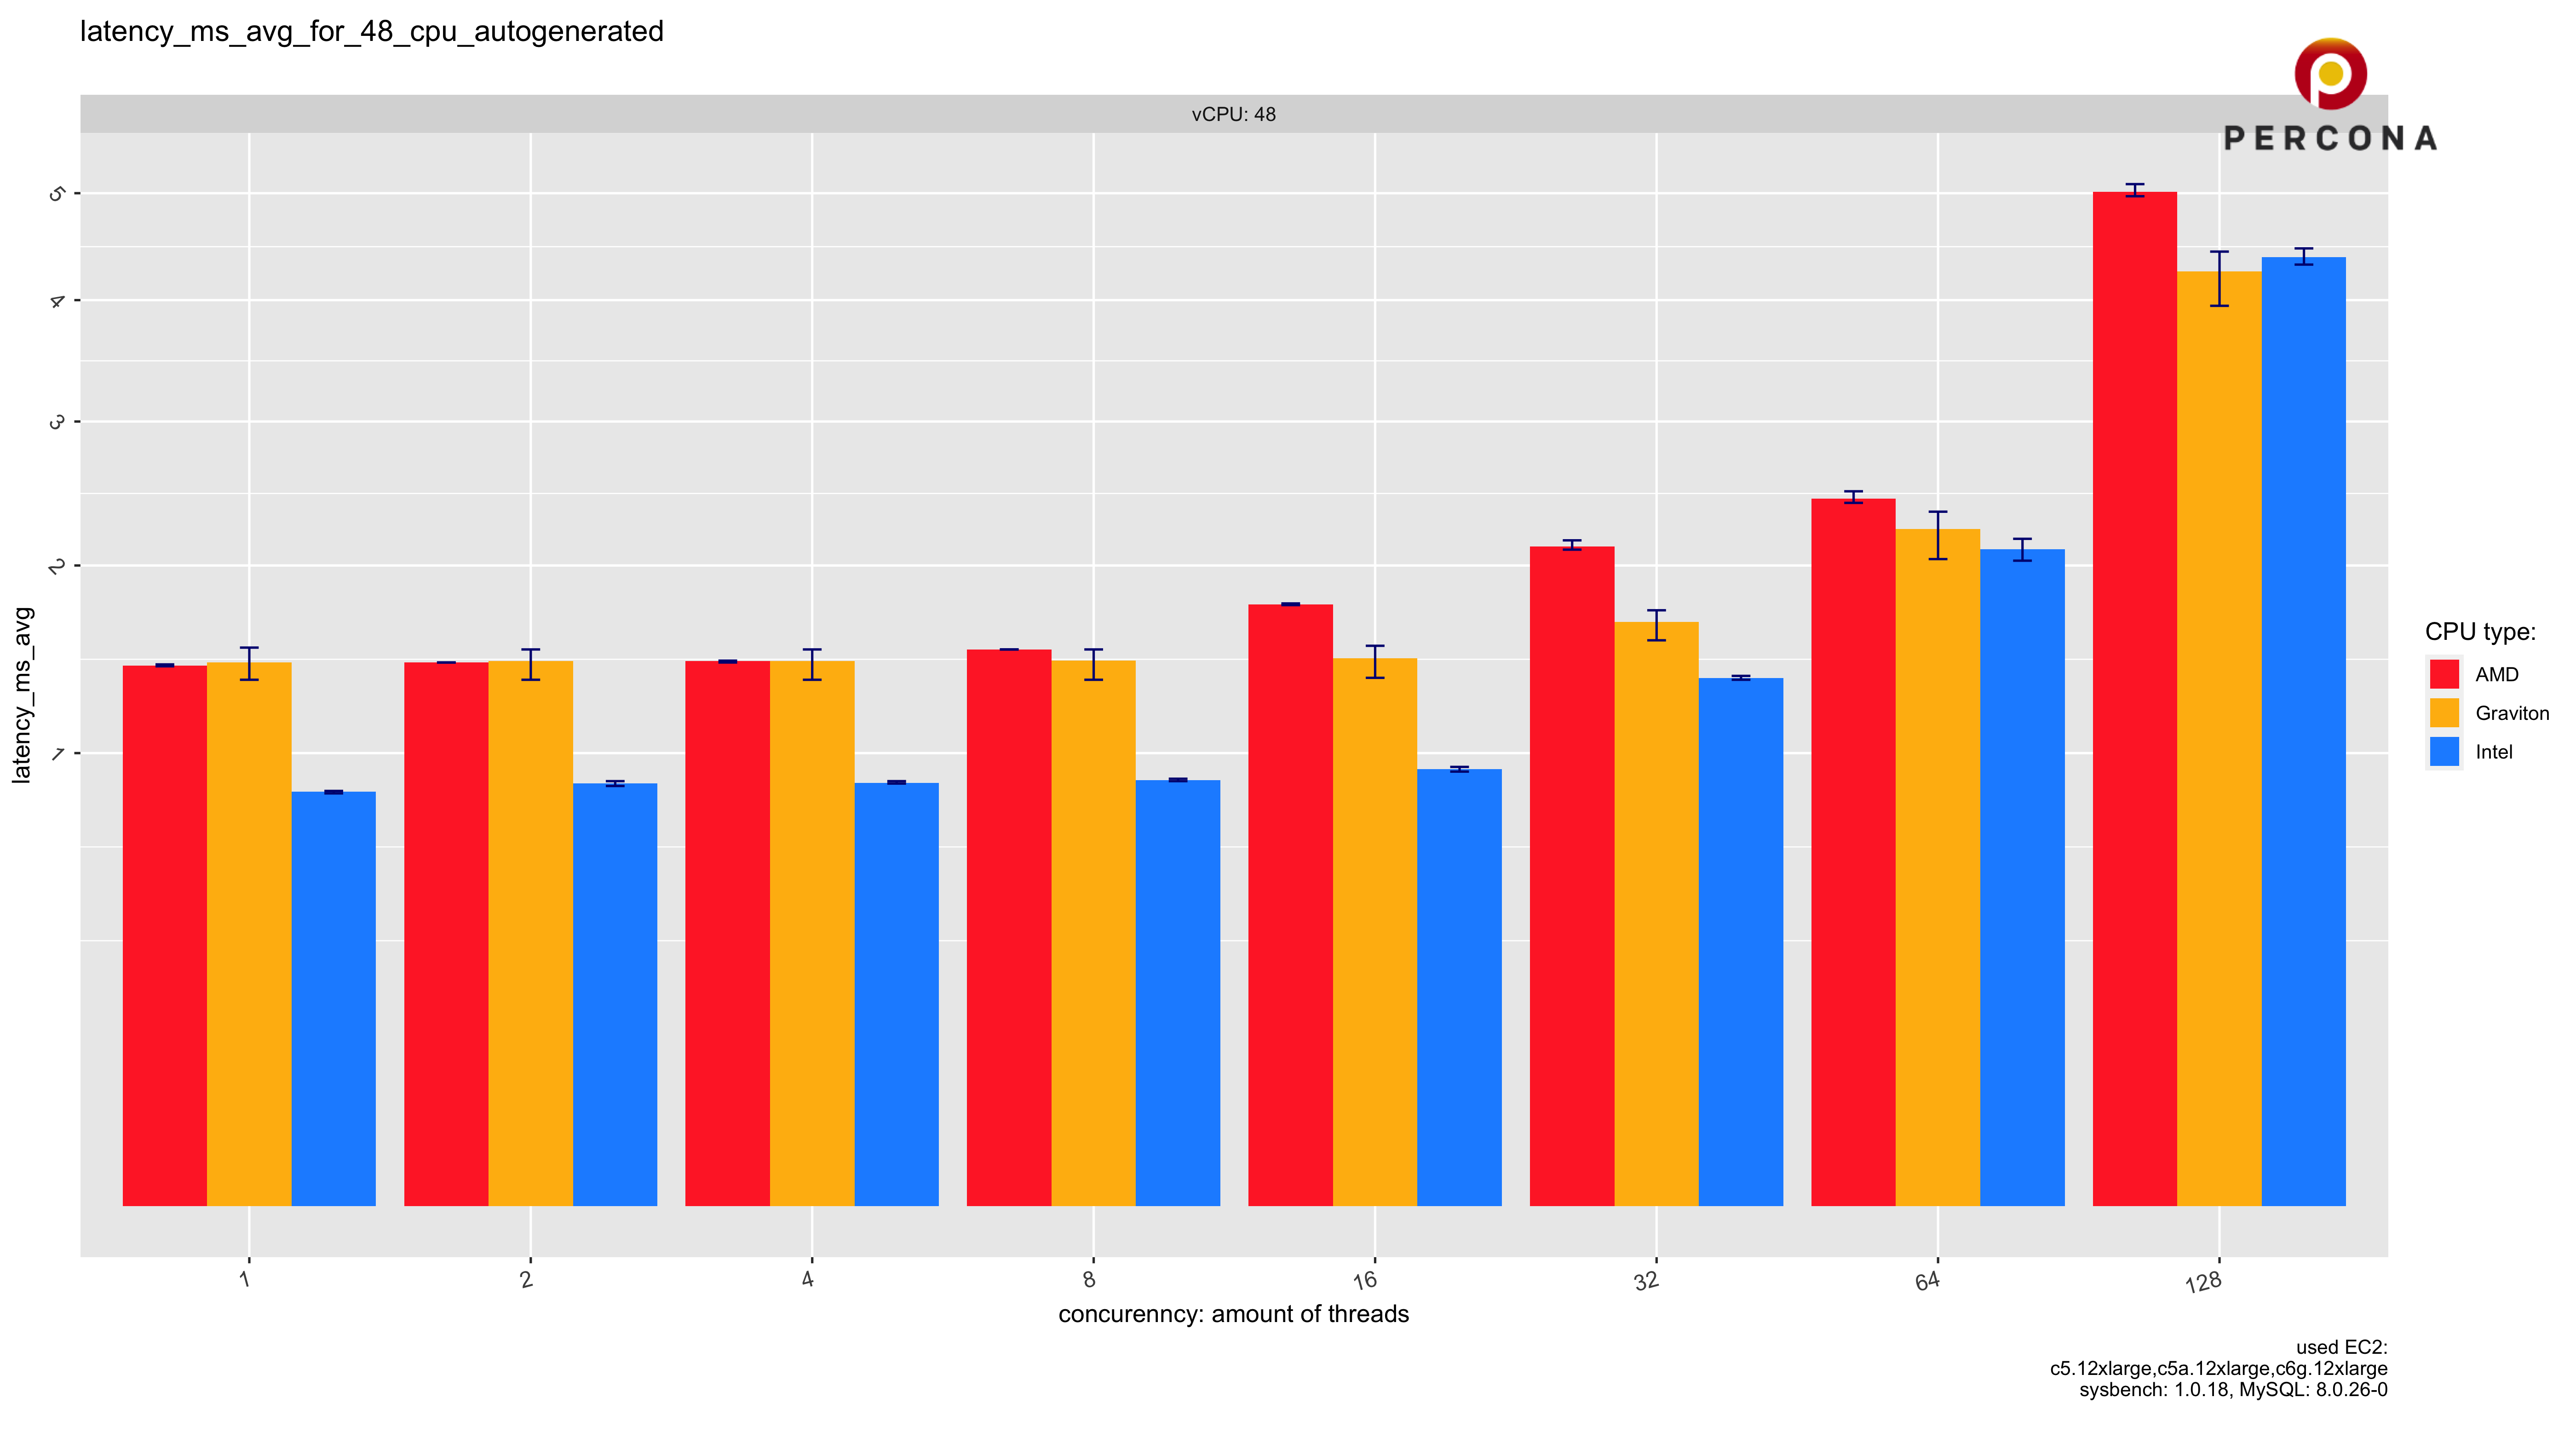 latency_ms_avg_for_48_cpu_autogenerated
PERCONA
vCPU: 48
5
4
3
2
1
latency_ms_avg
1
2
4
8
16
32
64
128
concurenncy: amount of threads
CPU type:
AMD
Graviton
Intel
used EC2:
c5.12xlarge,c5a.12xlarge,c6g.12xlarge
sysbench: 1.0.18, MySQL: 8.0.26-0